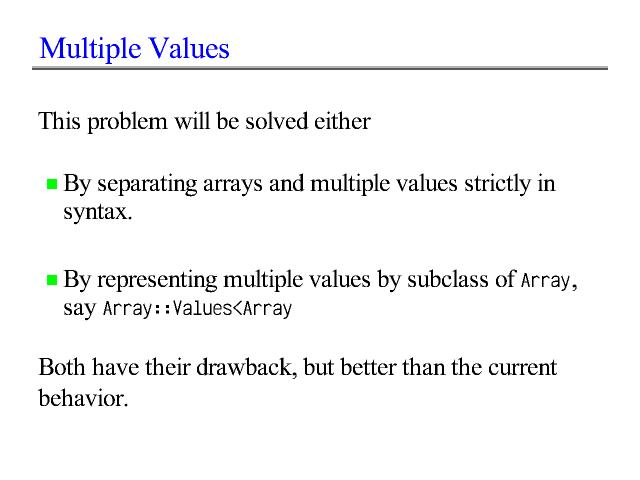 Multiple Values
This problem will be solved either
By separating arrays and multiple values strictly in
syntax.
By representing multiple values by subclass of Array,
say Array::Values<Array
Both have their drawback, but better than the current
behavior.